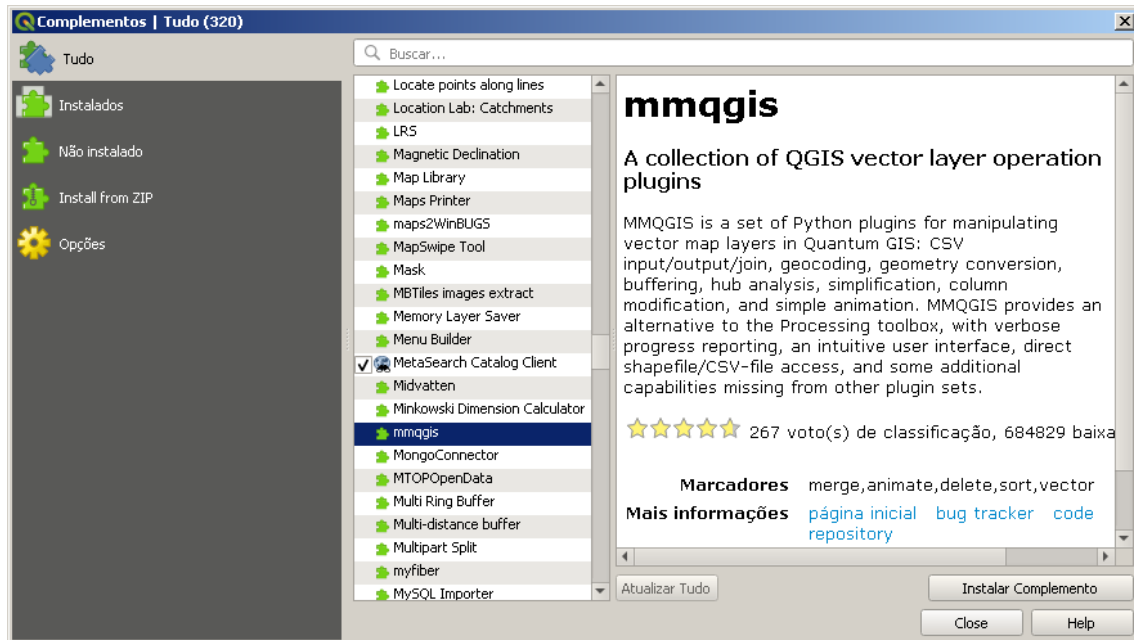 Complementos | Tudo (320)
Tudo
Instalados
Não instalado
Install from ZIP
Opções
Buscar...
Locate points along lines
Location Lab: Catchments
LRS
Magnetic Declination
Map Library
Maps Printer
maps2WinBUGS
MapSwipe Tool
Mask
MBTiles images extract
Memory Layer Saver
Menu Builder
MetaSearch Catalog Client
Midvatten
Minkowski Dimension Calculator
mmqgis
MongoConnector
MTOPOpenData
Multi Ring Buffer
Multi-distance buffer
Multipart Split
myfiber
MySQL Importer
mmqgis
A collection of QGIS vector layer operation
plugins
MMQGIS is a set of Python plugins for manipulating
vector map layers in Quantum GIS: CSV
input/output/join, geocoding, geometry conversion,
buffering, hub analysis, simplification, column
modification, and simple animation. MMQGIS provides an
alternative to the Processing toolbox, with verbose
progress reporting, an intuitive user interface, direct
shapefile/CSV-file access, and some additional
capabilities missing from other plugin sets.
267 voto(s) de classificação, 684829 baixa
Marcadores merge,animate,delete,sort,vector
Mais informações página inicial bug tracker code
repository
Atualizar Tudo
Instalar Complemento
Close
Help